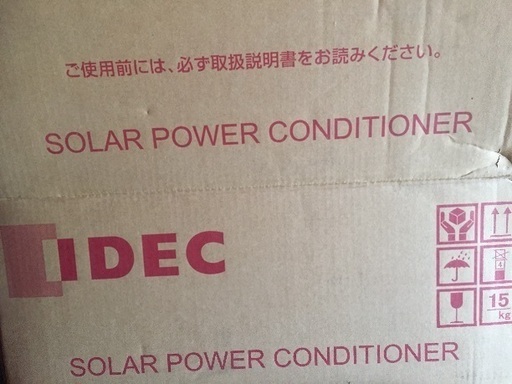 ご使用前には、必ず取扱説明書をお読みください。
SOLAR POWER CONDITIONER
IDEC
4
15
kg
SOLAR POWER CONDITIONER